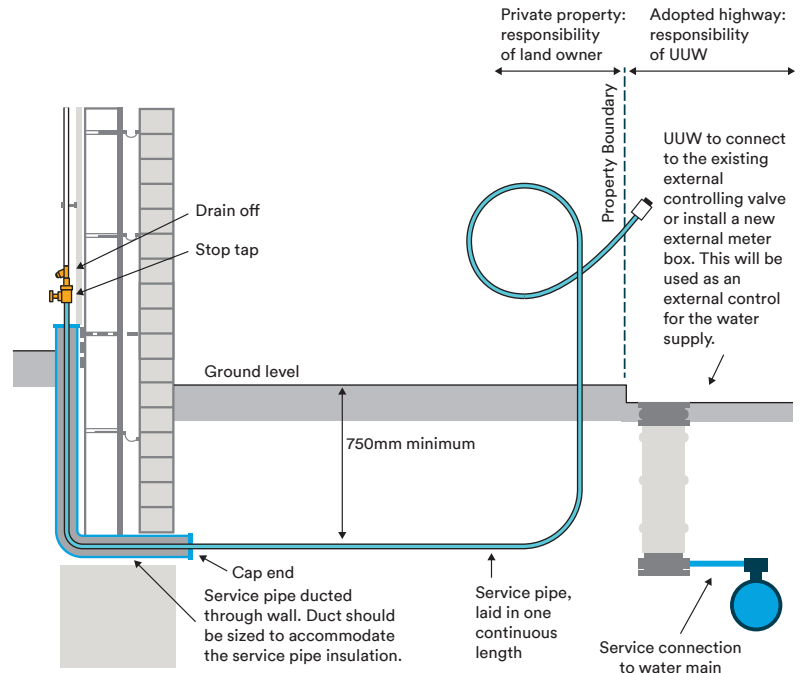 Private property:
responsibility
of land owner
Adopted highway:
responsibility
of UUW
Property Boundary
UUW to connect
to the existing
external
controlling valve
or install a new
external meter
box. This will be
used as an
external control
for the water
supply.
Drain off
Stop tap
Ground level
750mm minimum
Cap end
Service pipe ducted
through wall. Duct should
be sized to accommodate
the service pipe insulation.
Service pipe,
laid in one
continuous
length
Service connection
to water main